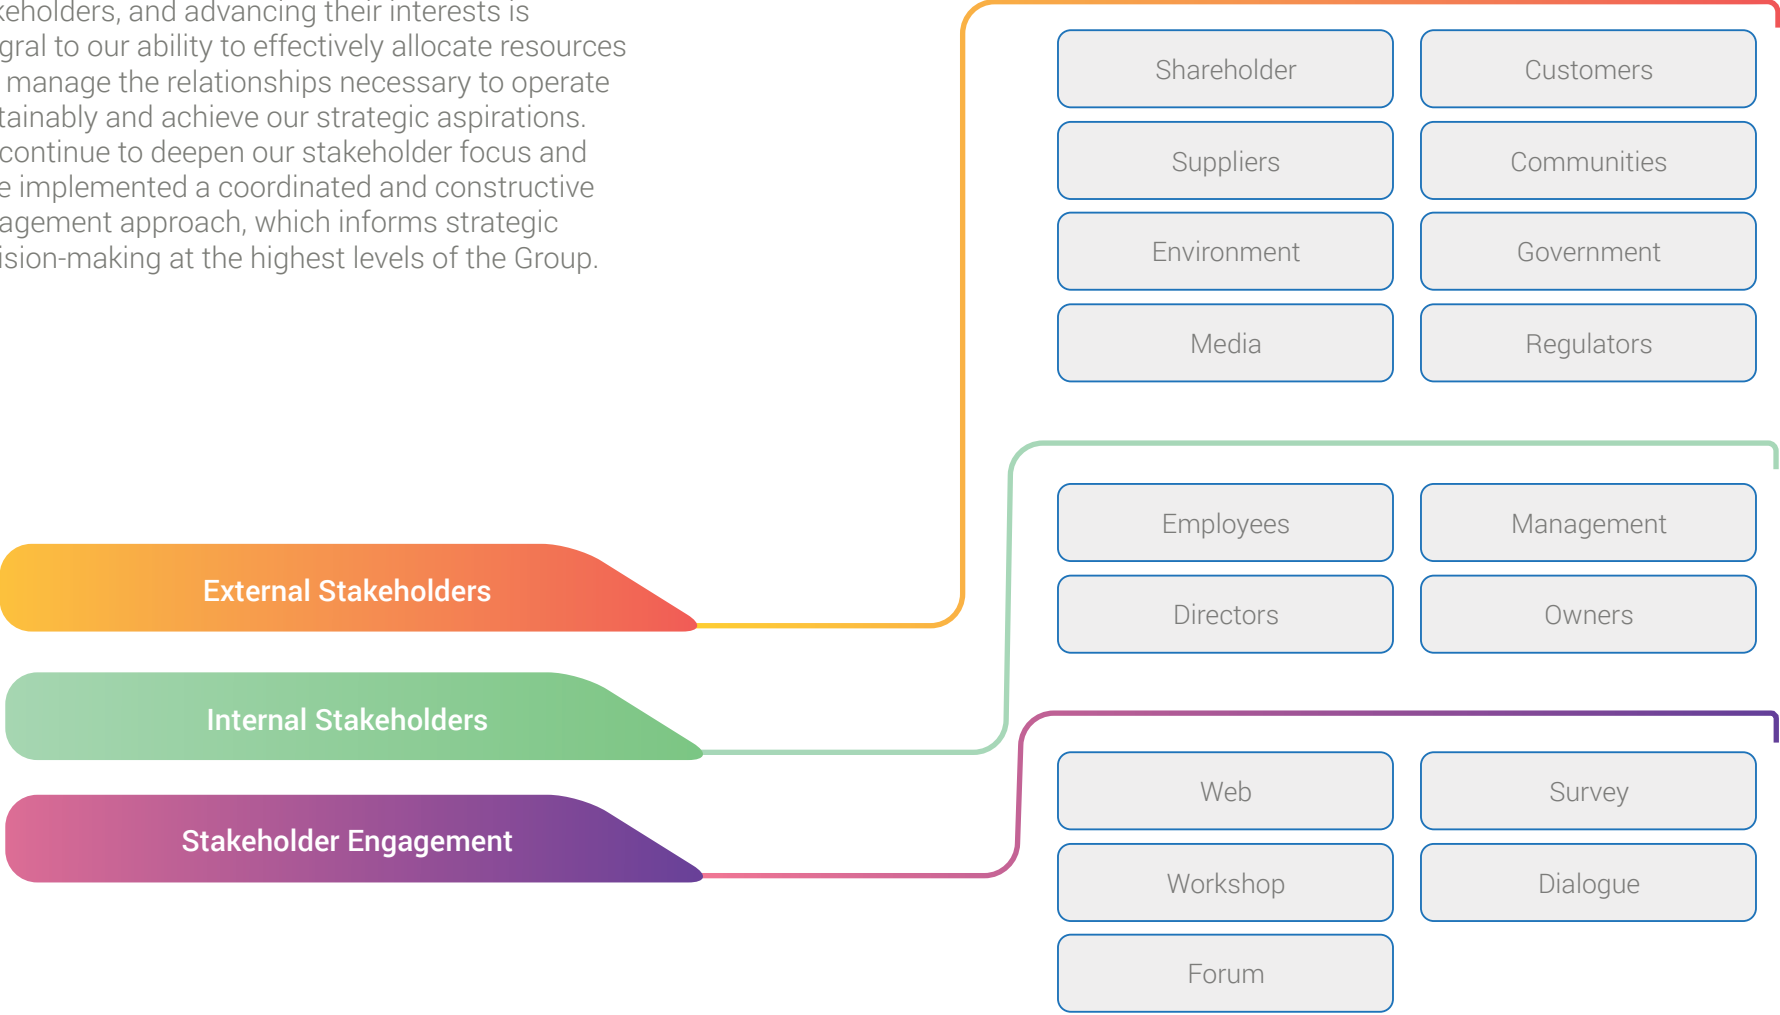 keholders, and advancing their interests is
gral to our ability to effectively allocate resources
manage the relationships necessary to operate
tainably and achieve our strategic aspirations.
continue to deepen our stakeholder focus and
e implemented a coordinated and constructive
agement approach, which informs strategic
ision-making at the highest levels of the Group.
Shareholder
Customers
Suppliers
Communities
Environment
Government
Media
Regulators
External Stakeholders
Employees
Management
Directors
Owners
Internal Stakeholders
Stakeholder Engagement
Web
Survey
Workshop
Dialogue
Forum